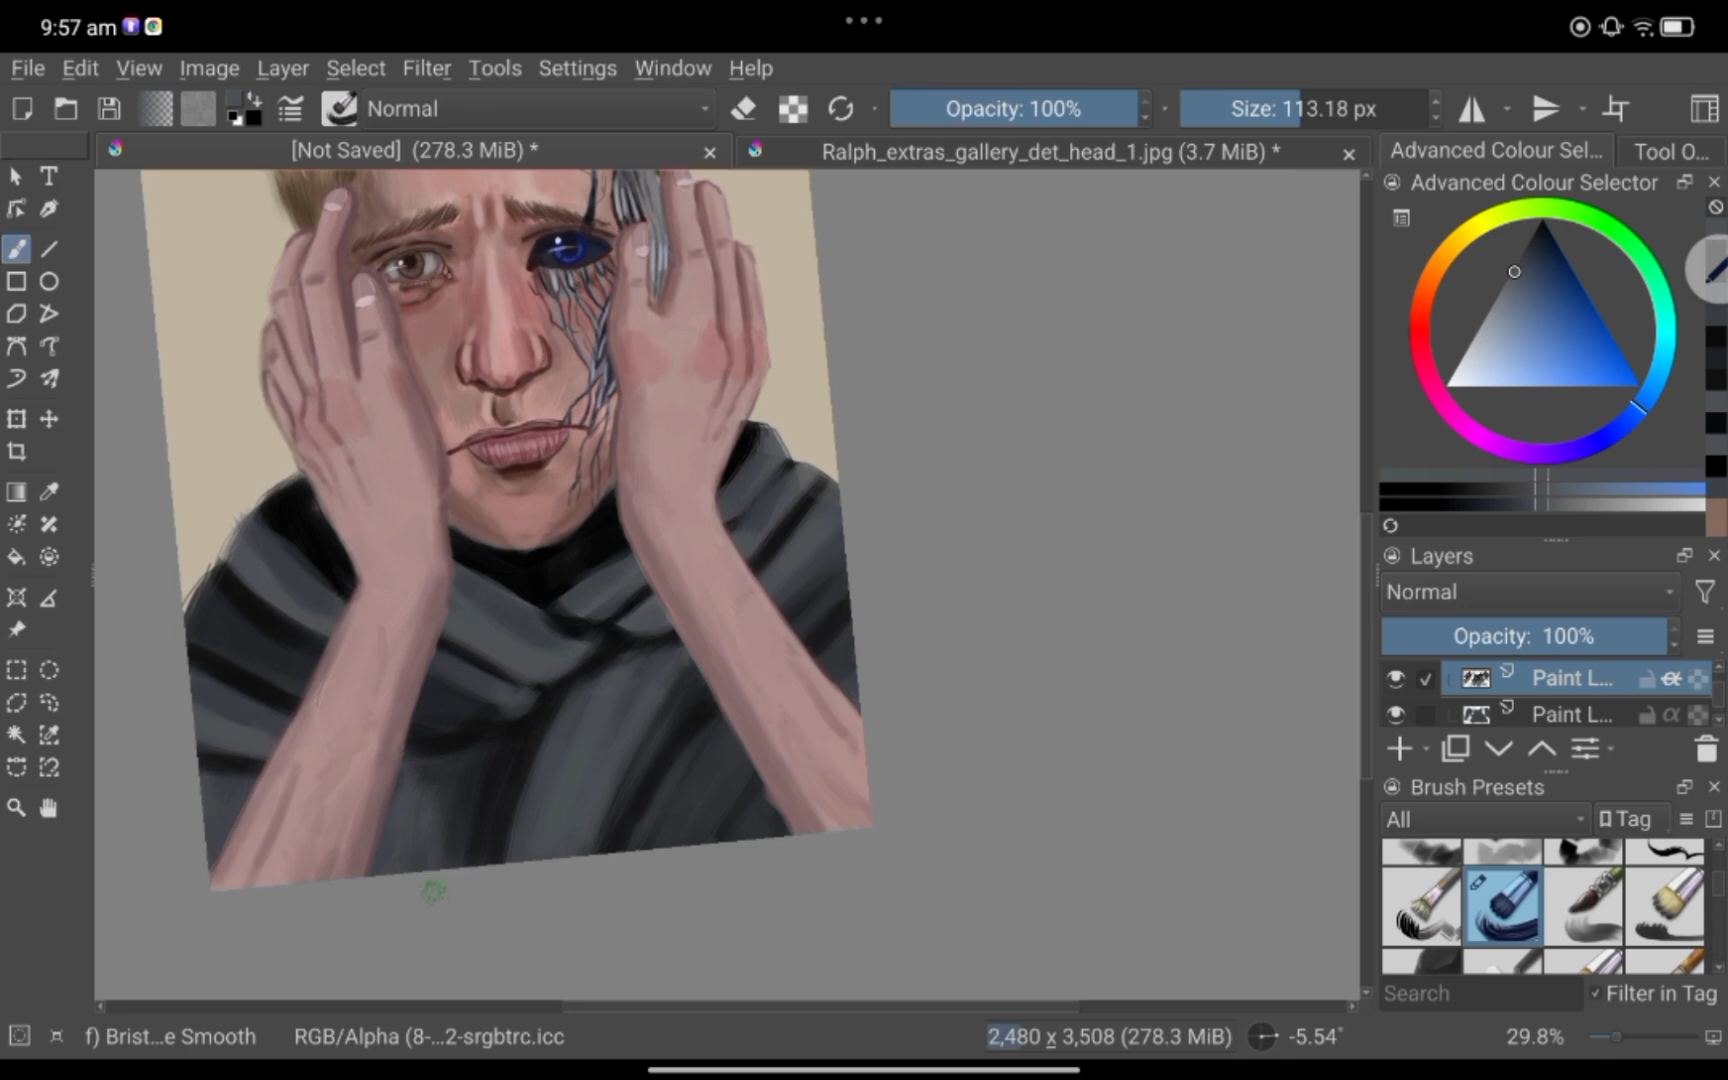 9:57 am
File Edit View Image Layer Select Filter Tools Settings Window Help
Normal Opacity: 100% Size: 113.18 px
[Not Saved] (278.3 MiB) * Ralph_extras_gallery_det_head_1.jpg (3.7 MiB) * Advanced Colour Sel... Tool O...
Advanced Colour Selector
Layers
Normal
Opacity: 100%
Paint L...
Paint L...
Brush Presets
All Tag
Search Filter in Tag
f) Brist...e Smooth RGB/Alpha (8-...2-srgbtrc.icc 2,480 x 3,508 (278.3 MiB) -5.54° 29.8%